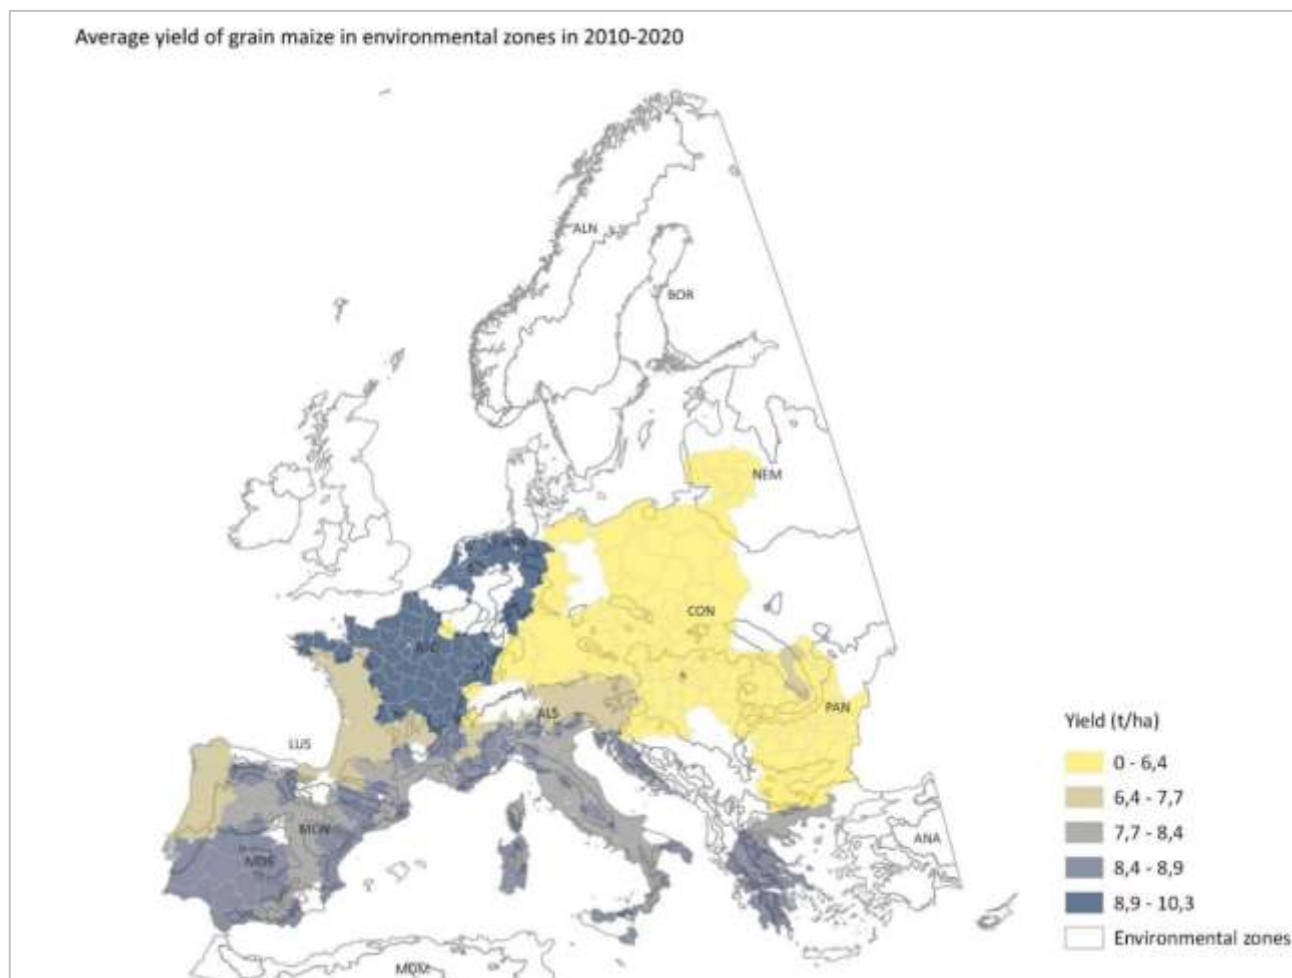 Average yield of grain maize in environmental zones in 2010-2020
ALN
BOR
NEM
CON
PAN
ALS
LUS
MDN
ANA
MDM
Yield (t/ha)
0 - 6,4
6,4 - 7,7
7,7 - 8,4
8,4 - 8,9
8,9 - 10,3
Environmental zones